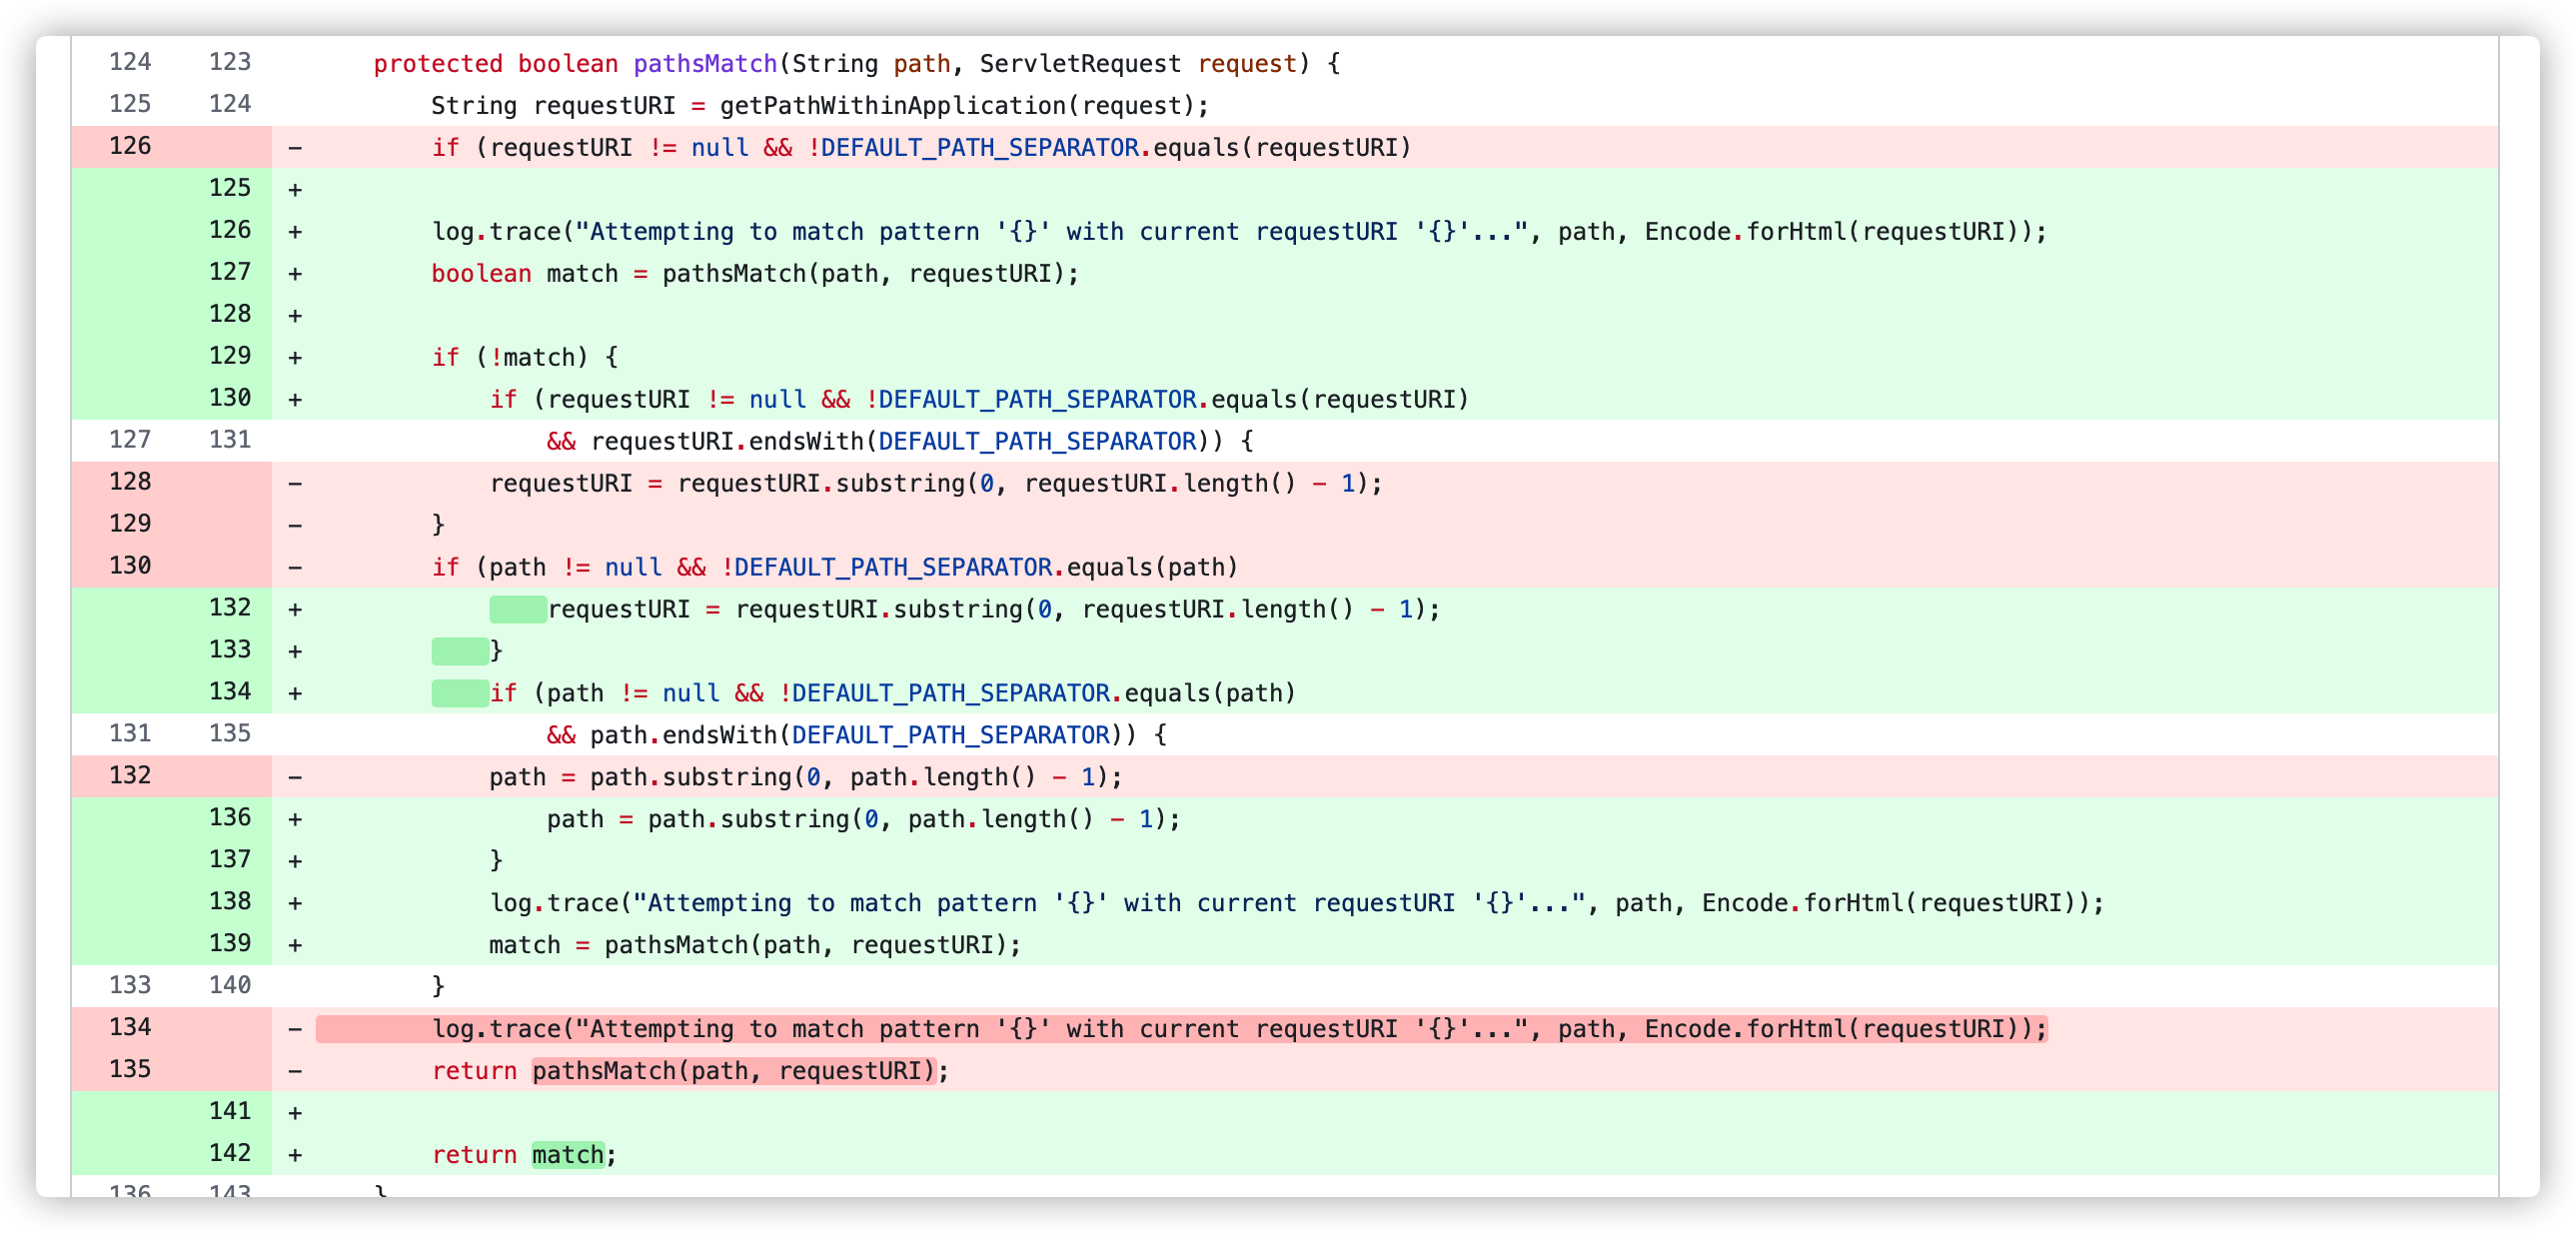 124 123 protected boolean pathsMatch(String path, ServletRequest request) {
125 124 String requestURI = getPathWithinApplication(request);
126 - if (requestURI != null && !DEFAULT_PATH_SEPARATOR.equals(requestURI)
125 +
126 + log.trace("Attempting to match pattern '{}' with current requestURI '{}'...", path, Encode.forHtml(requestURI));
127 + boolean match = pathsMatch(path, requestURI);
128 +
129 + if (!match) {
130 + if (requestURI != null && !DEFAULT_PATH_SEPARATOR.equals(requestURI)
127 131 && requestURI.endsWith(DEFAULT_PATH_SEPARATOR)) {
128 - requestURI = requestURI.substring(0, requestURI.length() - 1);
129 - }
130 - if (path != null && !DEFAULT_PATH_SEPARATOR.equals(path)
132 + requestURI = requestURI.substring(0, requestURI.length() - 1);
133 + }
134 + if (path != null && !DEFAULT_PATH_SEPARATOR.equals(path)
131 135 && path.endsWith(DEFAULT_PATH_SEPARATOR)) {
132 - path = path.substring(0, path.length() - 1);
136 + path = path.substring(0, path.length() - 1);
137 + }
138 + log.trace("Attempting to match pattern '{}' with current requestURI '{}'...", path, Encode.forHtml(requestURI));
139 + match = pathsMatch(path, requestURI);
133 140 }
134 - log.trace("Attempting to match pattern '{}' with current requestURI '{}'...", path, Encode.forHtml(requestURI));
135 - return pathsMatch(path, requestURI);
141 +
142 + return match;
136 143 }